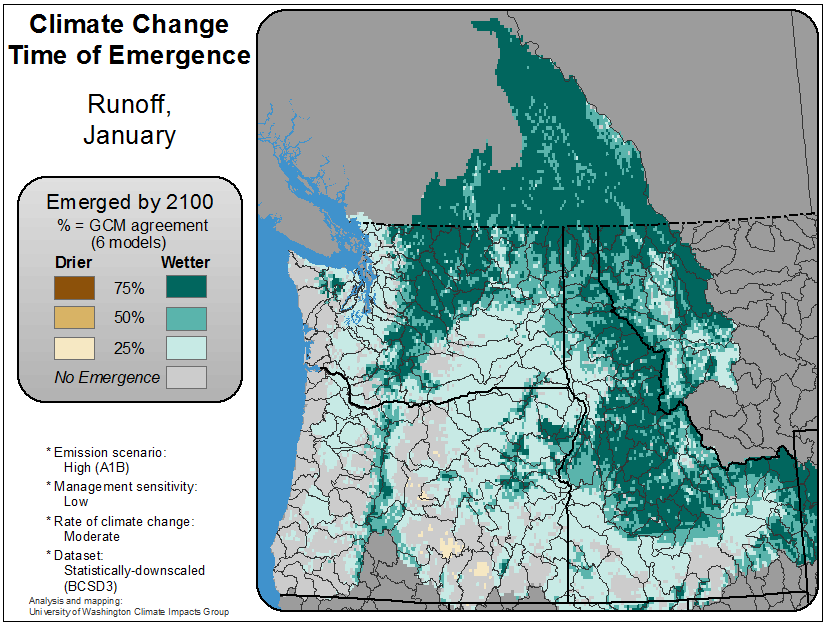 Climate Change
Time of Emergence
Runoff,
January
Emerged by 2100
% = GCM agreement
(6 models)
Drier Wetter
75%
50%
25%
No Emergence
* Emission scenario:
High (A1B)
* Management sensitivity:
Low
* Rate of climate change:
Moderate
* Dataset:
Statistically-downscaled
(BCSD3)
Analysis and mapping:
University of Washington Climate Impacts Group